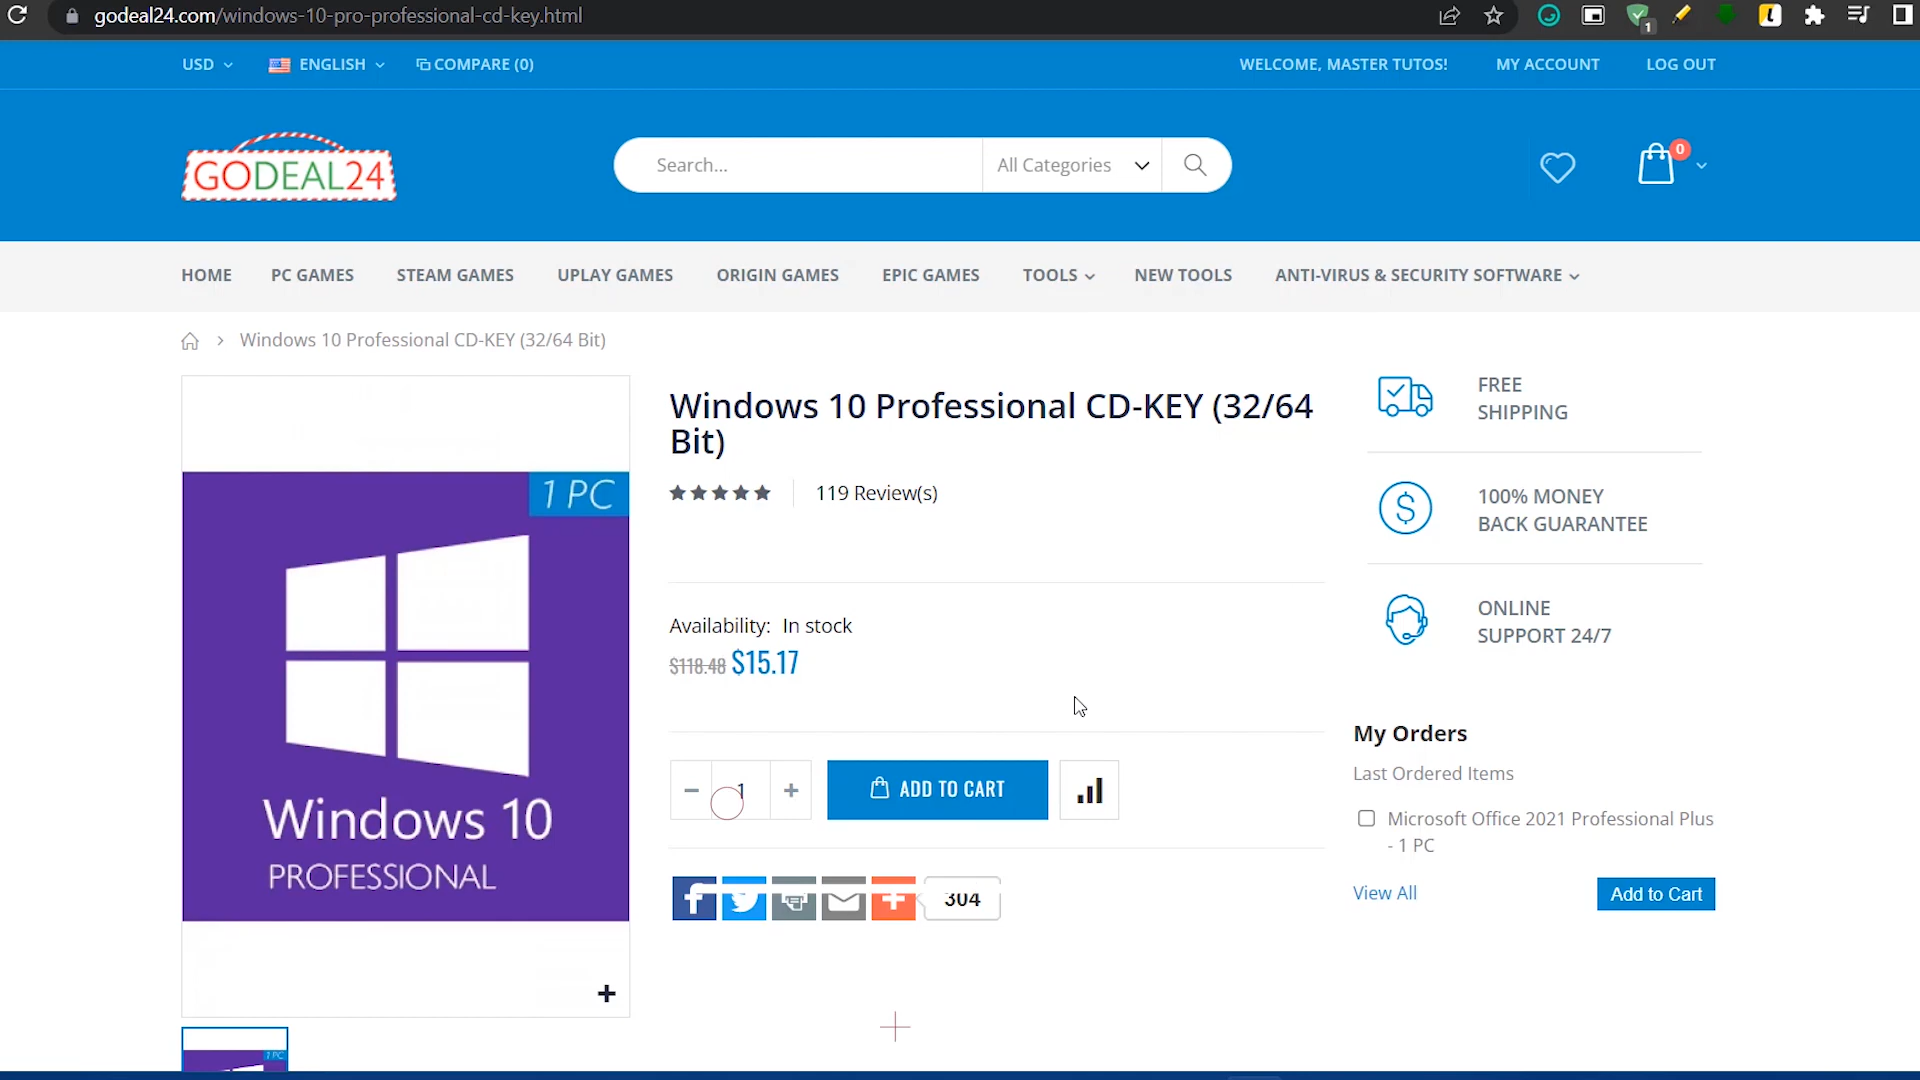 godeal24.com/windows-10-pro-professional-cd-key.html
1
USD
ENGLISH
COMPARE (0)
WELCOME, MASTER TUTOS!
MY ACCOUNT
LOG OUT
GODEAL24
Search...
All Categories
0
HOME
PC GAMES
STEAM GAMES
UPLAY GAMES
ORIGIN GAMES
EPIC GAMES
TOOLS
NEW TOOLS
ANTI-VIRUS & SECURITY SOFTWARE
Windows 10 Professional CD-KEY (32/64 Bit)
1 PC
Windows 10
PROFESSIONAL
1 PC
Windows 10 Professional CD-KEY (32/64
Bit)
119 Review(s)
Availability: In stock
$118.48 $15.17
1
ADD TO CART
304
FREE
SHIPPING
100% MONEY
BACK GUARANTEE
ONLINE
SUPPORT 24/7
My Orders
Last Ordered Items
Microsoft Office 2021 Professional Plus
- 1 PC
View All
Add to Cart